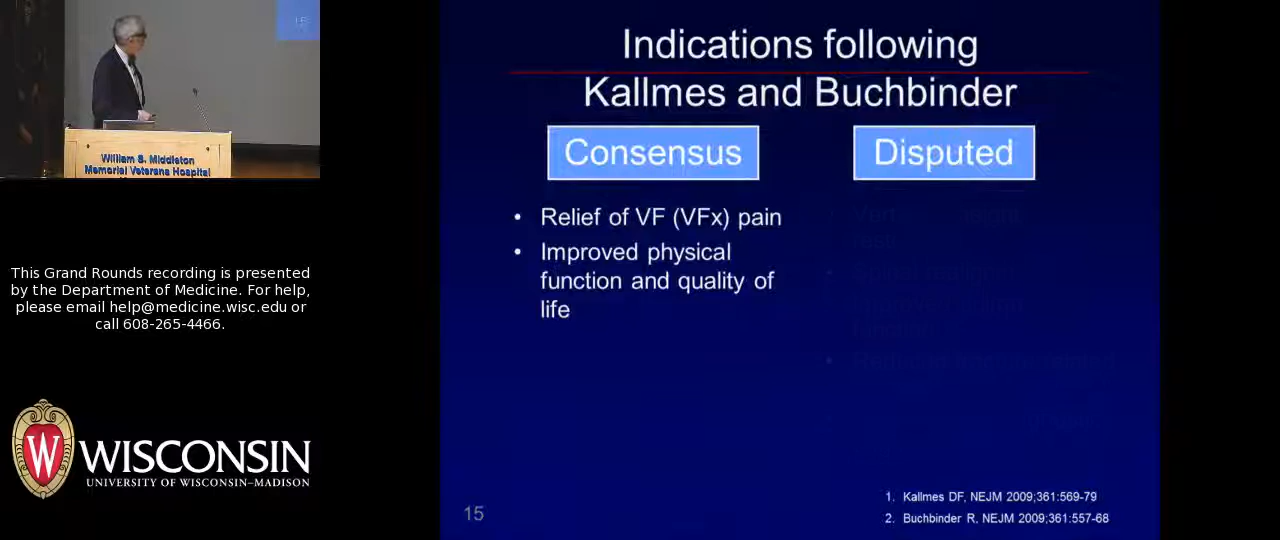 William S. Middleton
Memorial Veterans Hospital
This Grand Rounds recording is presented
by the Department of Medicine. For help,
please email help@medicine.wisc.edu or
call 608-265-4466.
W
WISCONSIN
UNIVERSITY OF WISCONSIN–MADISON
Indications following
Kallmes and Buchbinder
Consensus
• Relief of VF (VFx) pain
• Improved physical
function and quality of
life
Disputed
15
1. Kallmes DF, NEJM 2009;361:569-79
2. Buchbinder R, NEJM 2009;361:557-68